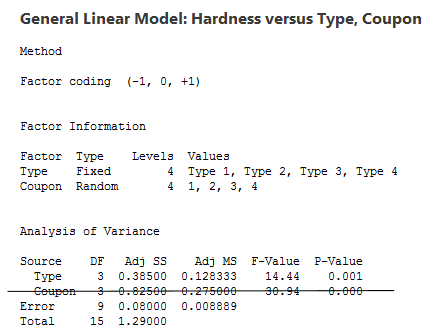 General Linear Model: Hardness versus Type, Coupon
Method
Factor coding (-1, 0, +1)
Factor Information
Factor Type Levels Values
Type Fixed 4 Type 1, Type 2, Type 3, Type 4
Coupon Random 4 1, 2, 3, 4
Analysis of Variance
Source DF Adj SS Adj MS F-Value P-Value
Type 3 0.38500 0.128333 14.44 0.001
Coupon 3 0.82500 0.275000 30.94 0.000
Error 9 0.08000 0.008889
Total 15 1.29000